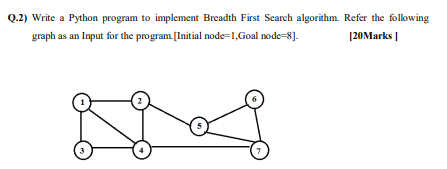 Q.2) Write a Python program to implement Breadth First Search algorithm. Refer the following
graph as an Input for the program.[Initial node=1,Goal node=8]. [20Marks ]
1 2 6
5
3 4 7